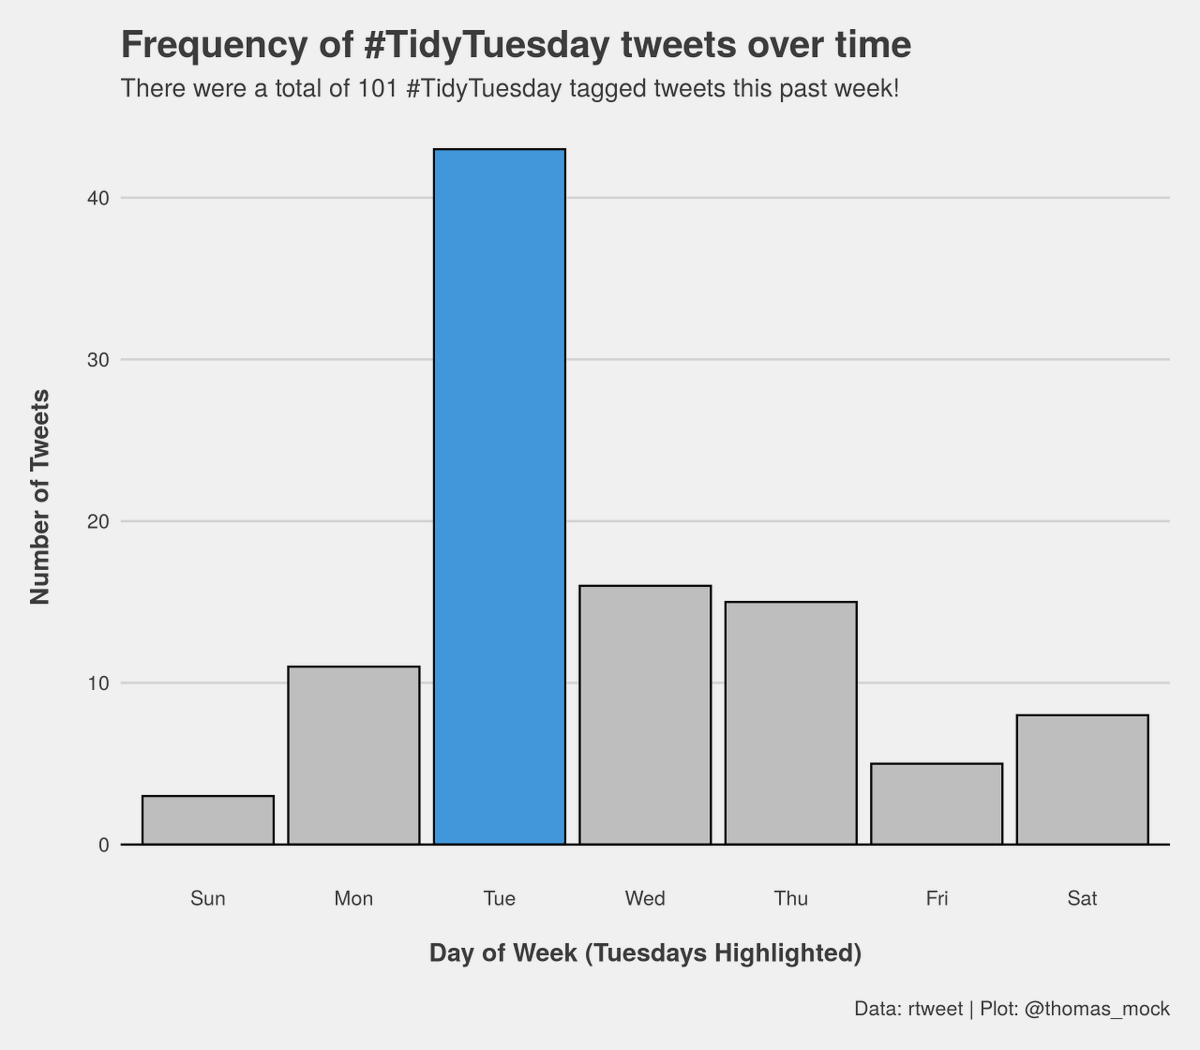 Frequency of #TidyTuesday tweets over time
There were a total of 101 #TidyTuesday tagged tweets this past week!
Number of Tweets
40
30
20
10
0
Sun Mon Tue Wed Thu Fri Sat
Day of Week (Tuesdays Highlighted)
Data: rtweet | Plot: @thomas_mock